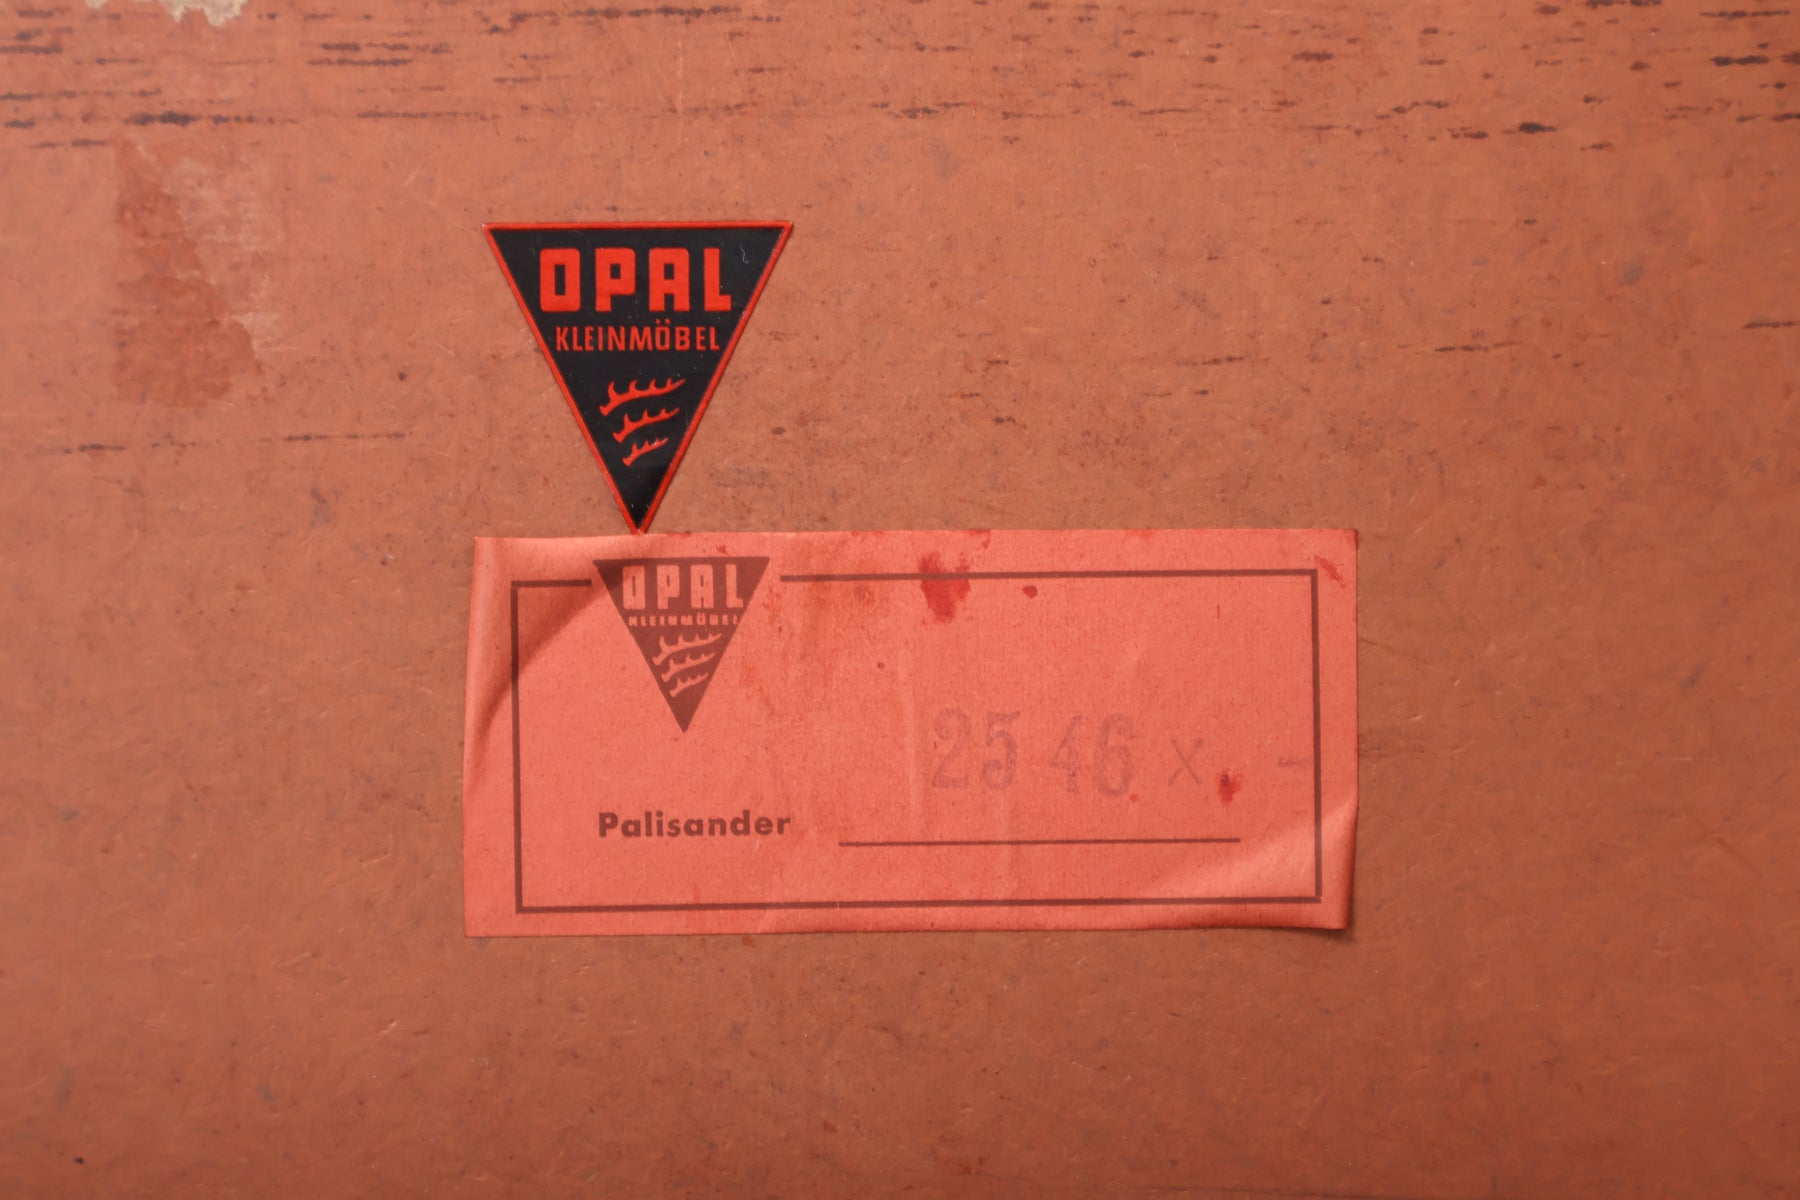 OPAL
KLEINMÖBEL
OPAL
KLEINMÖBEL
25 46 x -
Palisander